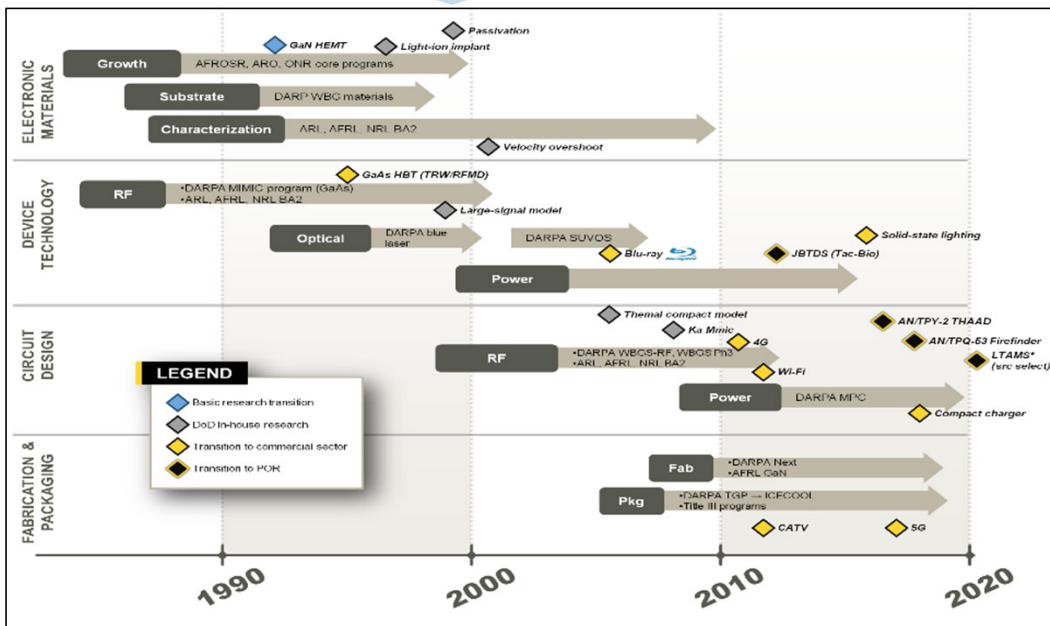 ELECTRONIC
MATERIALS
Passivation
GaN HEMT
Light-ion implant
Growth
AFROSR, ARO, ONR core programs
Substrate
DARP WBG materials
Characterization
ARL, AFRL, NRL BA2
Velocity overshoot
DEVICE
TECHNOLOGY
GaAs HBT (TRW/RFMD)
RF
•DARPA MIMIC program (GaAs)
•ARL, AFRL, NRL BA2
Large-signal model
Optical
DARPA blue
laser
DARPA SUVOS
Solid-state lighting
Blu-ray
JBTDS (Tac-Bio)
Power
CIRCUIT
DESIGN
Themal compact model
Ka Mmic
4G
AN/TPY-2 THAAD
AN/TPQ-53 Firefinder
LTAMS*
(src select)
RF
•DARPA WBGS-RF, WBGS Ph3
•ARL, AFRL, NRL BA2
Wi-Fi
Power
DARPA MPC
Compact charger
LEGEND
Basic research transition
DoD In-house research
Transition to commercial sector
Transition to POR
FABRICATION &
PACKAGING
Fab
•DARPA Next
•AFRL GaN
Pkg
•DARPA TGP → ICECOOL
•Title III programs
CATV
5G
1990
2000
2010
2020